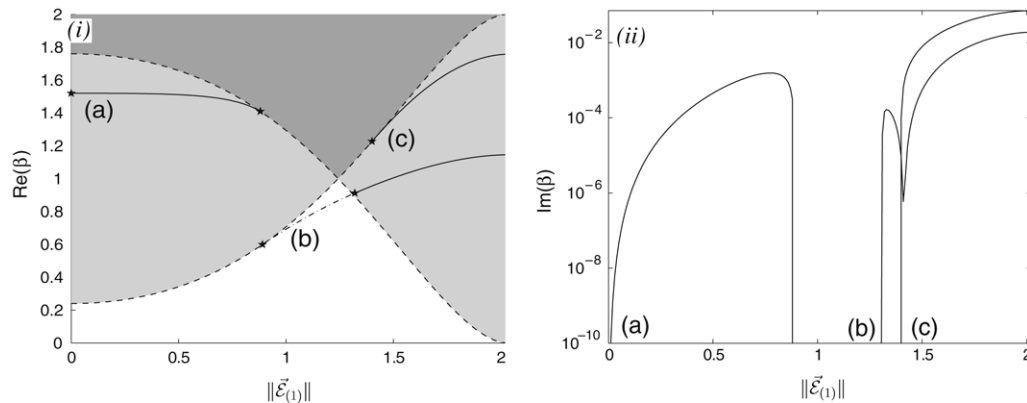 (i)
2
1.8
1.6
1.4
1.2
1
0.8
0.6
0.4
0.2
0
Re(β)
(a)
(b)
(c)
0 0.5 1 1.5 2
‖ℰ⃗₍₁₎‖
(ii)
10⁻²
10⁻⁴
10⁻⁶
10⁻⁸
10⁻¹⁰
Im(β)
(a) (b) (c)
0 0.5 1 1.5 2
‖ℰ⃗₍₁₎‖